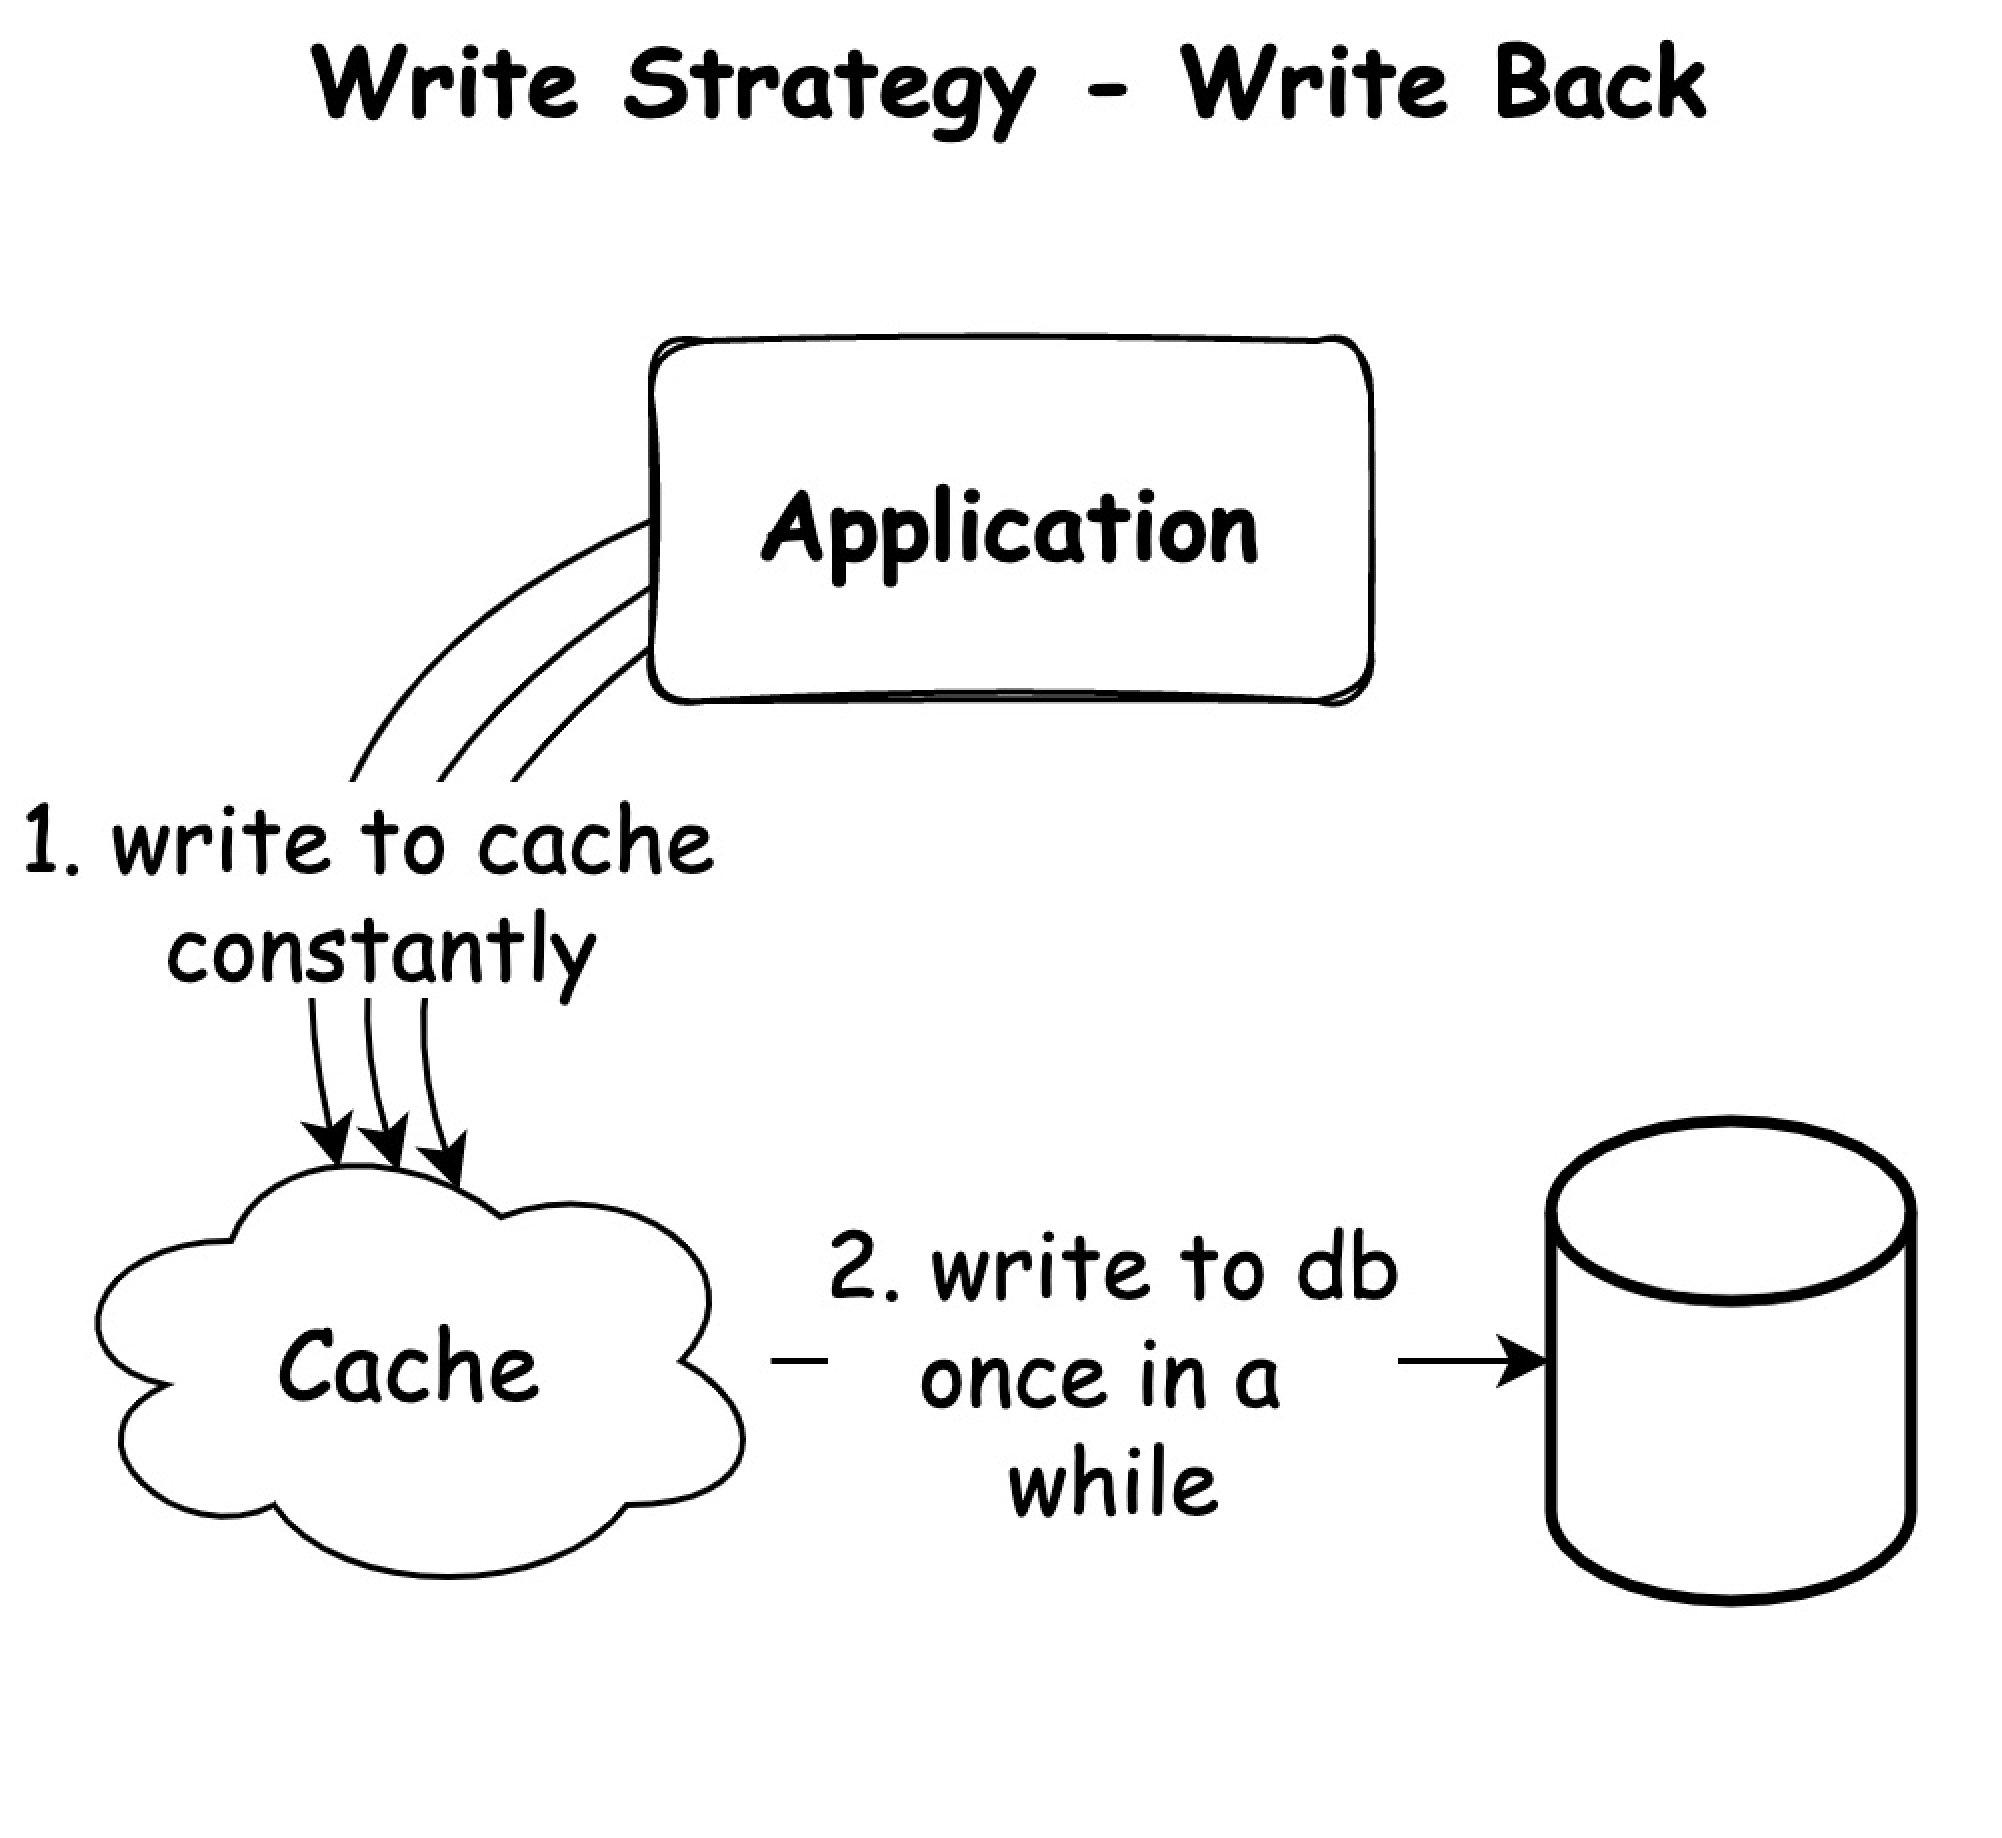 Write Strategy - Write Back
Application
1. write to cache
constantly
Cache
2. write to db
once in a
while